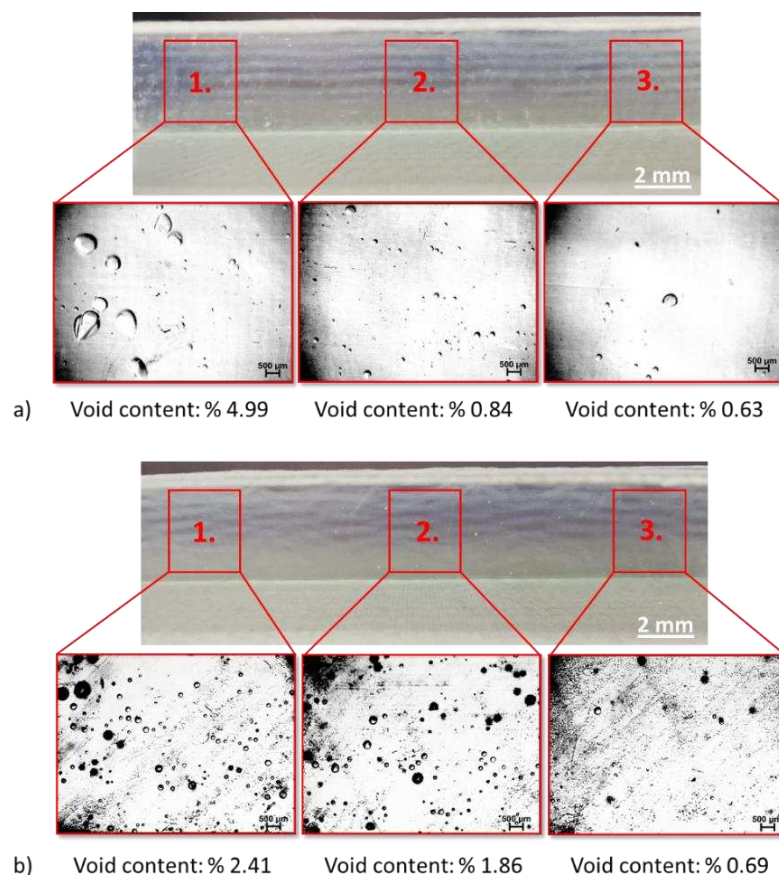 1. 2. 3.
2 mm
500 µm 500 µm 500 µm
a) Void content: % 4.99 Void content: % 0.84 Void content: % 0.63
1. 2. 3.
2 mm
500 µm 500 µm 500 µm
b) Void content: % 2.41 Void content: % 1.86 Void content: % 0.69